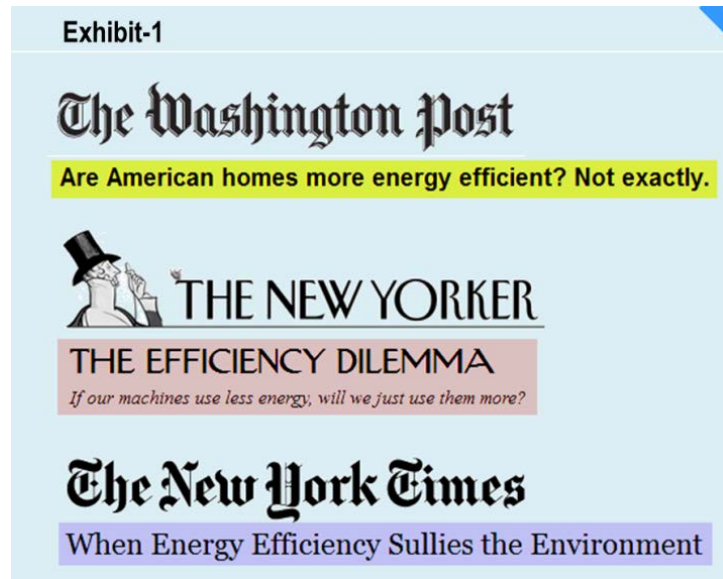 Exhibit-1
The Washington Post
Are American homes more energy efficient? Not exactly.
THE NEW YORKER
THE EFFICIENCY DILEMMA
If our machines use less energy, will we just use them more?
The New York Times
When Energy Efficiency Sullies the Environment